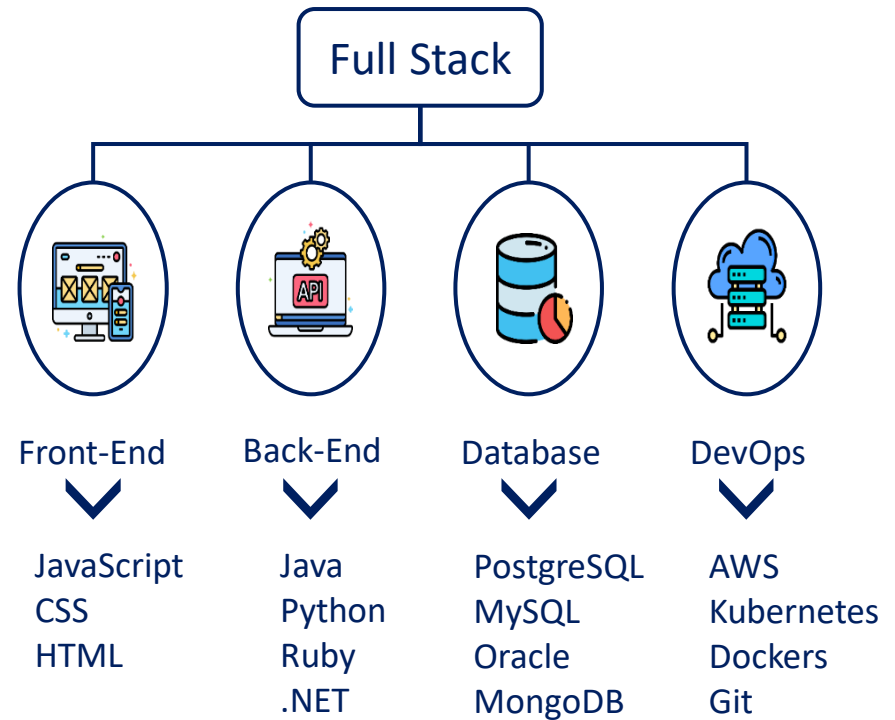 Full Stack
API
Front-End
Back-End
Database
DevOps
JavaScript
CSS
HTML
Java
Python
Ruby
.NET
PostgreSQL
MySQL
Oracle
MongoDB
AWS
Kubernetes
Dockers
Git